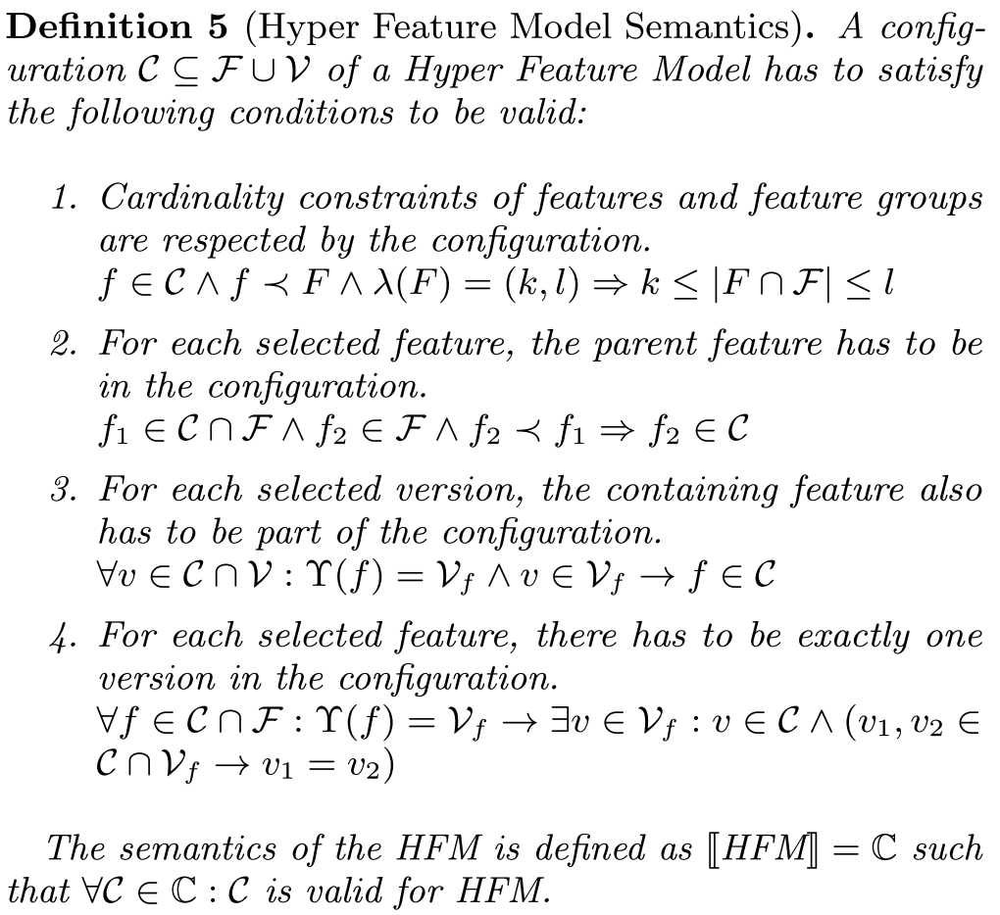 Definition 5 (Hyper Feature Model Semantics). A config-
uration 𝒞 ⊆ ℱ ∪ 𝒱 of a Hyper Feature Model has to satisfy
the following conditions to be valid:
1. Cardinality constraints of features and feature groups
are respected by the configuration.
f ∈ 𝒞 ∧ f ≺ F ∧ λ(F) = (k, l) ⇒ k ≤ |F ∩ ℱ| ≤ l
2. For each selected feature, the parent feature has to be
in the configuration.
f₁ ∈ 𝒞 ∩ ℱ ∧ f₂ ∈ ℱ ∧ f₂ ≺ f₁ ⇒ f₂ ∈ 𝒞
3. For each selected version, the containing feature also
has to be part of the configuration.
∀v ∈ 𝒞 ∩ 𝒱 : ϒ(f) = 𝒱_f ∧ v ∈ 𝒱_f → f ∈ 𝒞
4. For each selected feature, there has to be exactly one
version in the configuration.
∀f ∈ 𝒞 ∩ ℱ : ϒ(f) = 𝒱_f → ∃v ∈ 𝒱_f : v ∈ 𝒞 ∧ (v₁, v₂ ∈
𝒞 ∩ 𝒱_f → v₁ = v₂)
The semantics of the HFM is defined as ⟦HFM⟧ = ℂ such
that ∀𝒞 ∈ ℂ : 𝒞 is valid for HFM.